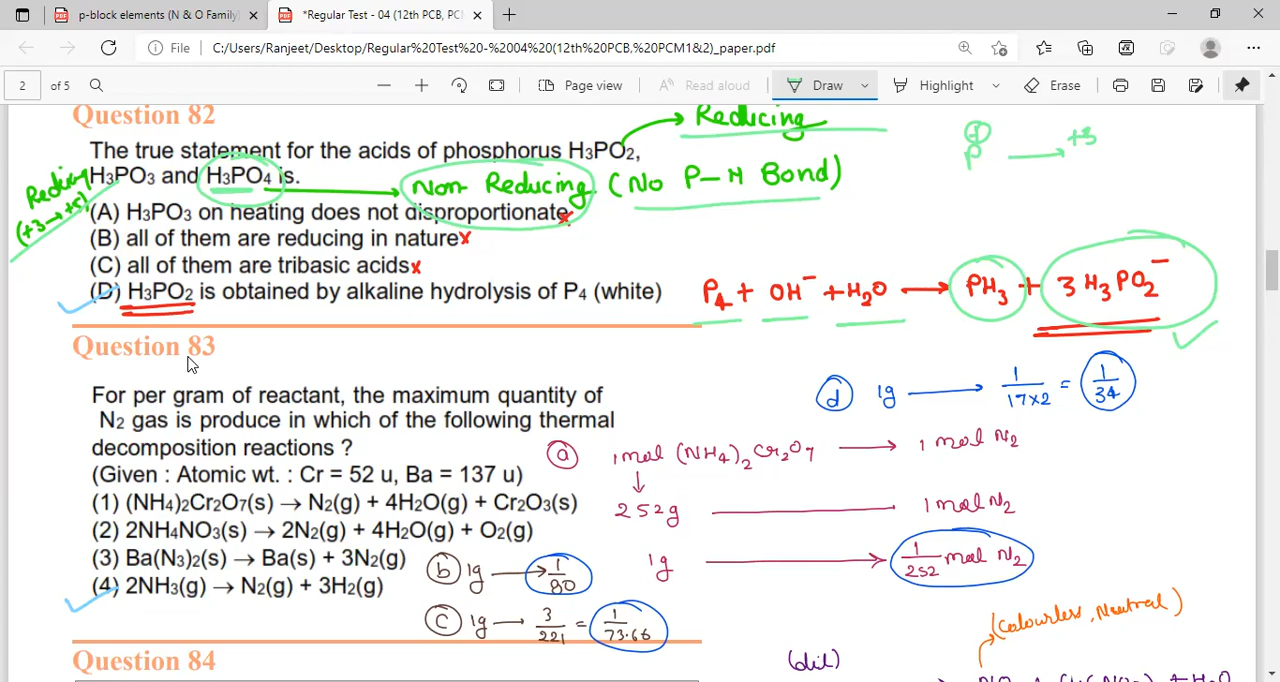 p-block elements (N & O Family)
*Regular Test - 04 (12th PCB, PC
File C:/Users/Ranjeet/Desktop/Regular%20Test%20-%2004%20(12th%20PCB,%20PCM1&2)_paper.pdf
2 of 5 Page view Read aloud Draw Highlight Erase
Question 82
Reducing
The true statement for the acids of phosphorus H3PO2,
H3PO3 and H3PO4 is.
Non Reducing (No P-H Bond)
Reducing
(+3→+5)
P → +3
(A) H3PO3 on heating does not disproportionate x
(B) all of them are reducing in nature x
(C) all of them are tribasic acids x
(D) H3PO2 is obtained by alkaline hydrolysis of P4 (white)
P4 + OH⁻ + H2O → PH3 + 3 H3PO2⁻
Question 83
For per gram of reactant, the maximum quantity of
N2 gas is produce in which of the following thermal
decomposition reactions ?
(Given : Atomic wt. : Cr = 52 u, Ba = 137 u)
(1) (NH4)2Cr2O7(s) → N2(g) + 4H2O(g) + Cr2O3(s)
(2) 2NH4NO3(s) → 2N2(g) + 4H2O(g) + O2(g)
(3) Ba(N3)2(s) → Ba(s) + 3N2(g)
(4) 2NH3(g) → N2(g) + 3H2(g)
d 1g → 1/17×2 = 1/34
a 1mol (NH4)2Cr2O7 → 1 mol N2
252g 1mol N2
1g → 1/252 mol N2
b 1g → 1/80
c 1g → 3/221 = 1/73.66
Question 84
(Colourless, Neutral)
(dil)